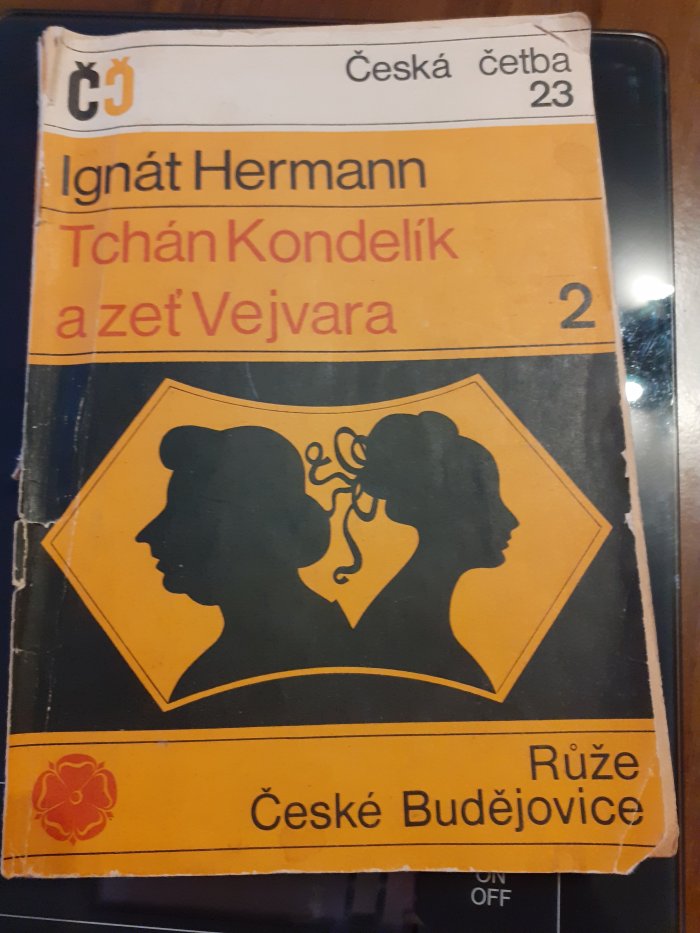 ČČ
Česká četba
23
Ignát Hermann
Tchán Kondelík
a zeť Vejvara
2
Růže
České Budějovice
ON
OFF